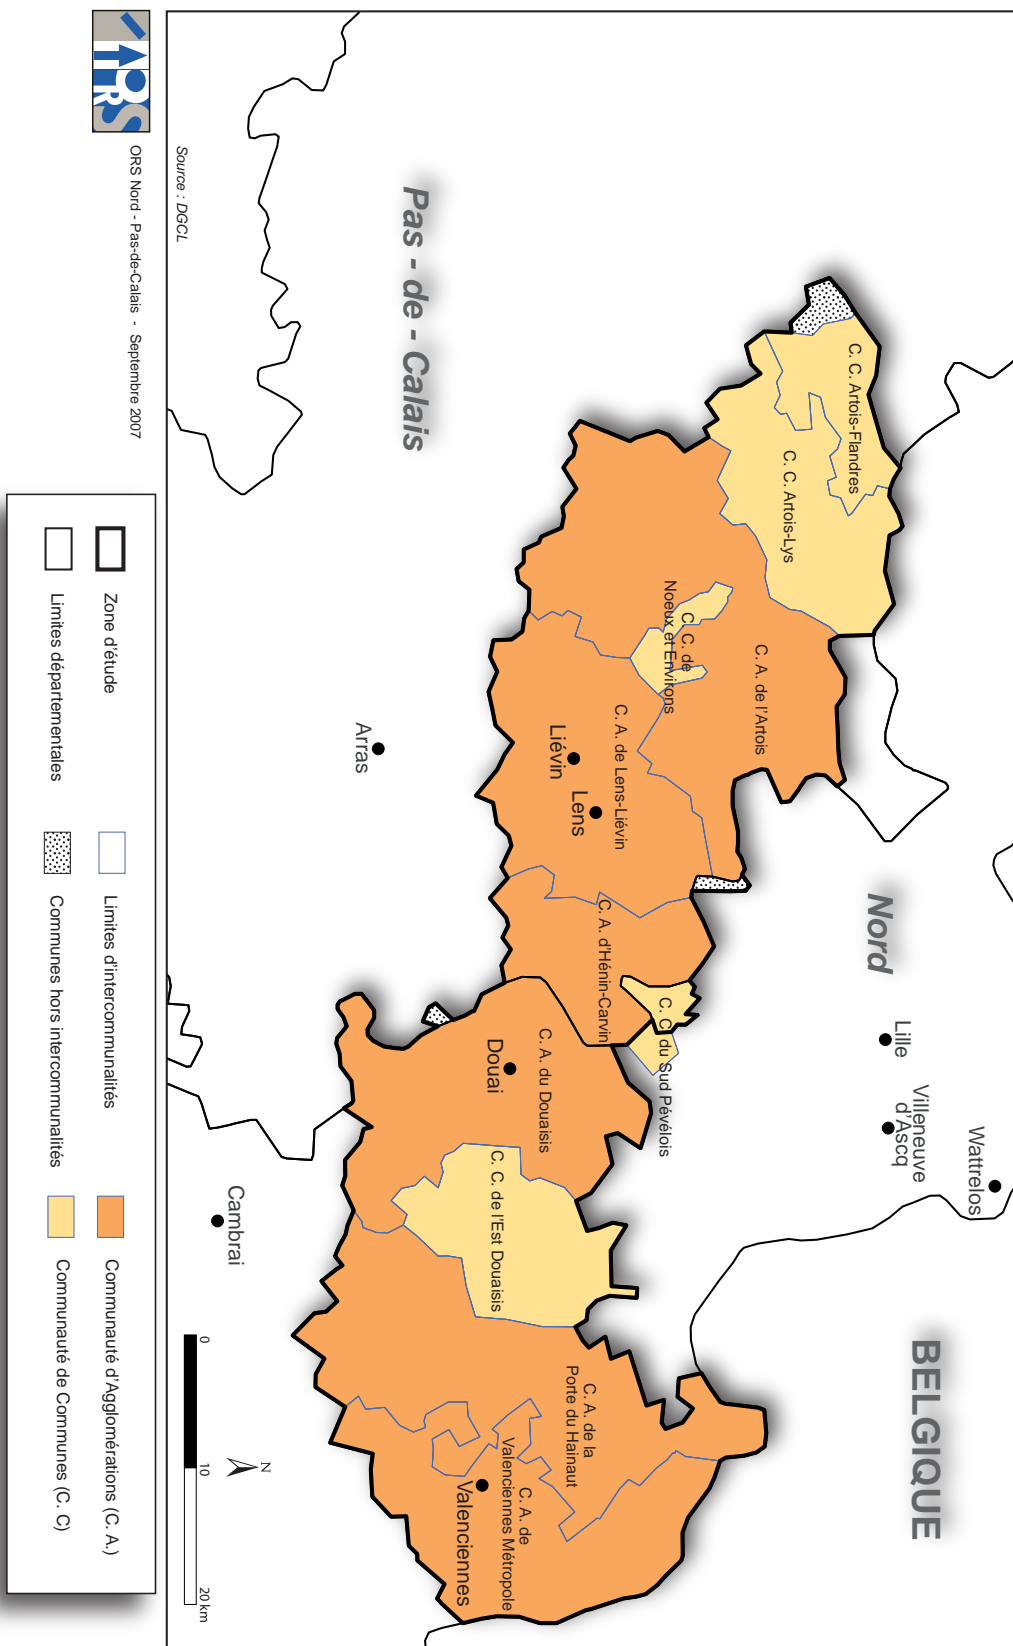 BELGIQUE
Wattrelos
Villeneuve
d'Ascq
Lille
Nord
Pas - de - Calais
C. C. Artois-Flandres
C. C. Artois-Lys
C. A. de l'Artois
C. C. de
Noeux et Environs
C. A. de Lens-Liévin
Liévin
Lens
Arras
C. A. d'Hénin-Carvin
C. C. du Sud Pévélois
C. A. du Douaisis
Douai
C. C. de l'Est Douaisis
Cambrai
C. A. de la
Porte du Hainaut
C. A. de
Valenciennes Métropole
Valenciennes
N
0 10 20 km
Source : DGCL
ORS
ORS Nord - Pas-de-Calais - Septembre 2007
Zone d'étude
Limites départementales
Limites d'intercommunalités
Communes hors intercommunalités
Communauté d'Agglomérations (C. A.)
Communauté de Communes (C. C)